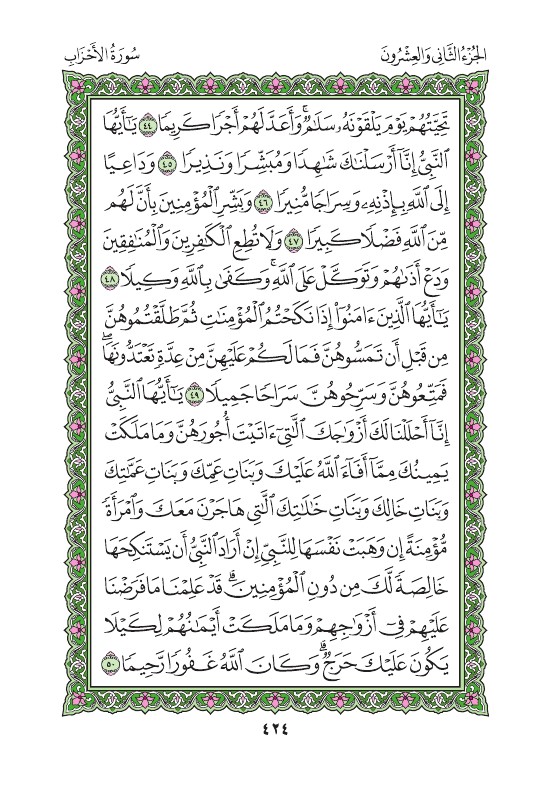 الجُزْءُ الثَّانِي وَالعِشْرُونَ
سُورَةُ الأَحْزَابِ
تَحِيَّتُهُمْ يَوْمَ يَلْقَوْنَهُۥ سَلَٰمٌۚ وَأَعَدَّ لَهُمْ أَجْرًا كَرِيمًا ٤٤ يَٰٓأَيُّهَا
ٱلنَّبِىُّ إِنَّآ أَرْسَلْنَٰكَ شَٰهِدًا وَمُبَشِّرًا وَنَذِيرًا ٤٥ وَدَاعِيًا
إِلَى ٱللَّهِ بِإِذْنِهِۦ وَسِرَاجًا مُّنِيرًا ٤٦ وَبَشِّرِ ٱلْمُؤْمِنِينَ بِأَنَّ لَهُم
مِّنَ ٱللَّهِ فَضْلًا كَبِيرًا ٤٧ وَلَا تُطِعِ ٱلْكَٰفِرِينَ وَٱلْمُنَٰفِقِينَ
وَدَعْ أَذَىٰهُمْ وَتَوَكَّلْ عَلَى ٱللَّهِۚ وَكَفَىٰ بِٱللَّهِ وَكِيلًا ٤٨
يَٰٓأَيُّهَا ٱلَّذِينَ ءَامَنُوٓا۟ إِذَا نَكَحْتُمُ ٱلْمُؤْمِنَٰتِ ثُمَّ طَلَّقْتُمُوهُنَّ
مِن قَبْلِ أَن تَمَسُّوهُنَّ فَمَا لَكُمْ عَلَيْهِنَّ مِنْ عِدَّةٍ تَعْتَدُّونَهَاۖ
فَمَتِّعُوهُنَّ وَسَرِّحُوهُنَّ سَرَاحًا جَمِيلًا ٤٩ يَٰٓأَيُّهَا ٱلنَّبِىُّ
إِنَّآ أَحْلَلْنَا لَكَ أَزْوَٰجَكَ ٱلَّٰتِىٓ ءَاتَيْتَ أُجُورَهُنَّ وَمَا مَلَكَتْ
يَمِينُكَ مِمَّآ أَفَآءَ ٱللَّهُ عَلَيْكَ وَبَنَاتِ عَمِّكَ وَبَنَاتِ عَمَّٰتِكَ
وَبَنَاتِ خَالِكَ وَبَنَاتِ خَٰلَٰتِكَ ٱلَّٰتِى هَاجَرْنَ مَعَكَ وَٱمْرَأَةً
مُّؤْمِنَةً إِن وَهَبَتْ نَفْسَهَا لِلنَّبِىِّ إِنْ أَرَادَ ٱلنَّبِىُّ أَن يَسْتَنكِحَهَا
خَالِصَةً لَّكَ مِن دُونِ ٱلْمُؤْمِنِينَۗ قَدْ عَلِمْنَا مَا فَرَضْنَا
عَلَيْهِمْ فِىٓ أَزْوَٰجِهِمْ وَمَا مَلَكَتْ أَيْمَٰنُهُمْ لِكَيْلَا
يَكُونَ عَلَيْكَ حَرَجٌۗ وَكَانَ ٱللَّهُ غَفُورًا رَّحِيمًا ٥٠
٤٢٤